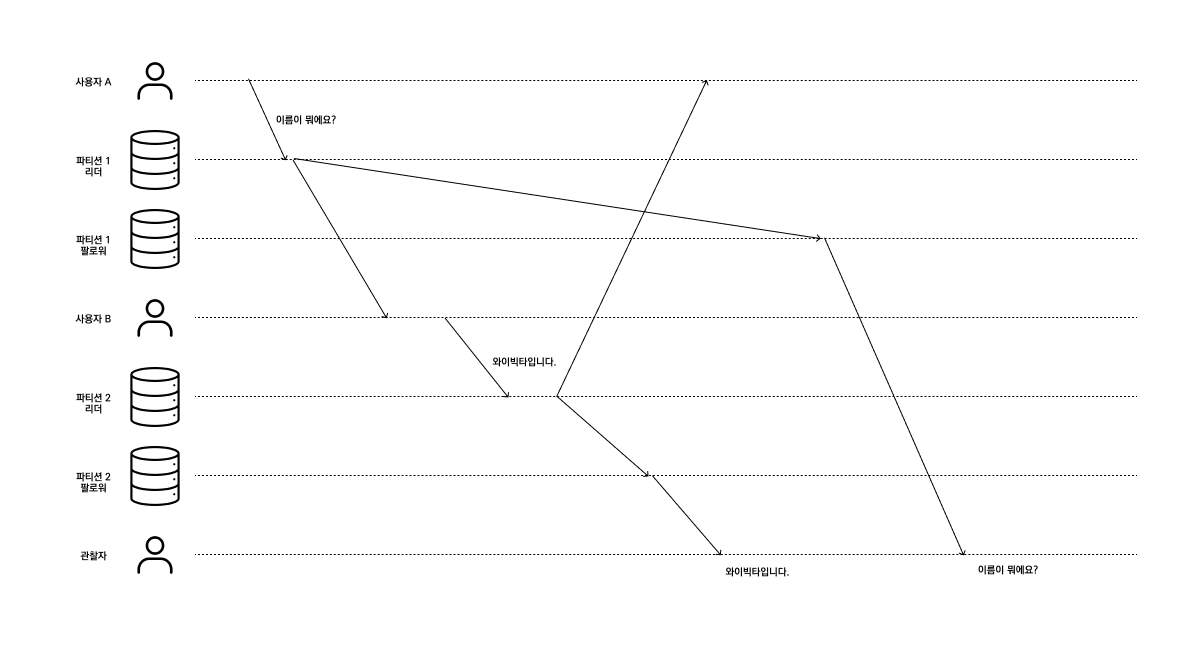 사용자 A
이름이 뭐에요?
파티션 1
리더
파티션 1
팔로워
사용자 B
와이빅타입니다.
파티션 2
리더
파티션 2
팔로워
관찰자
와이빅타입니다.
이름이 뭐에요?